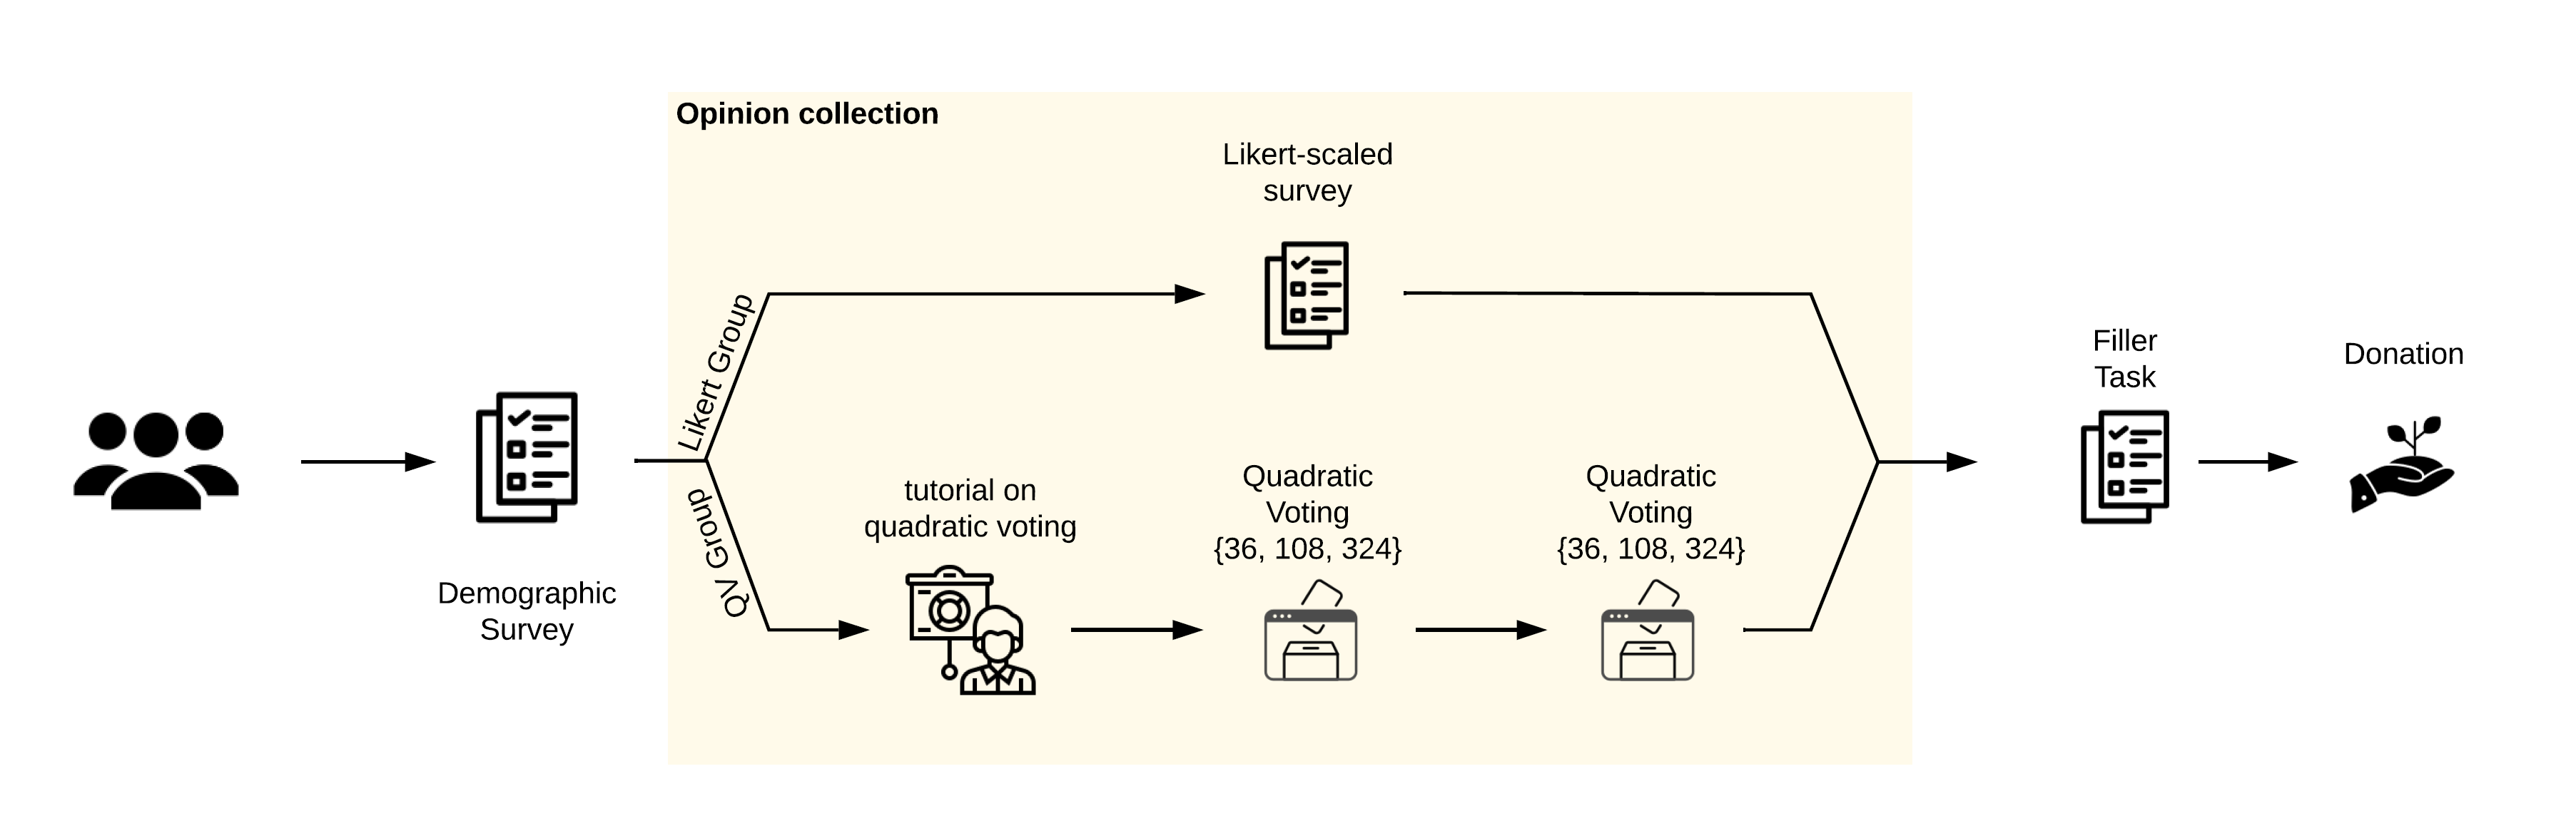 Opinion collection
Likert-scaled
survey
Likert Group
QV Group
tutorial on
quadratic voting
Quadratic
Voting
{36, 108, 324}
Quadratic
Voting
{36, 108, 324}
Demographic
Survey
Filler
Task
Donation